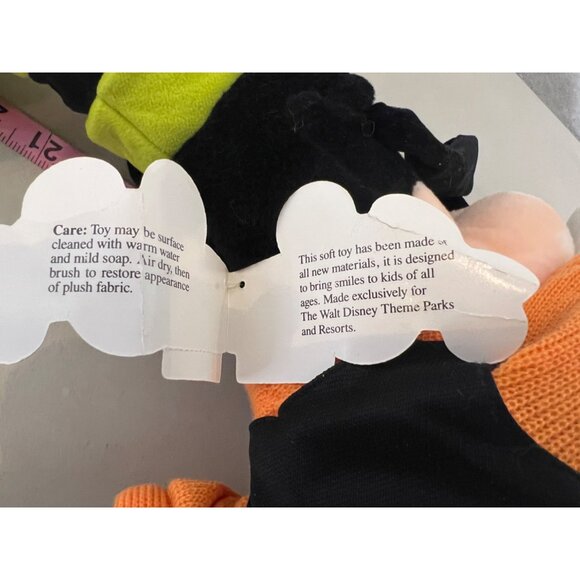 21
Care: Toy may be surface
cleaned with warm water
and mild soap. Air dry, then
brush to restore appearance
of plush fabric.
This soft toy has been made of
all new materials, it is designed
to bring smiles to kids of all
ages. Made exclusively for
The Walt Disney Theme Parks
and Resorts.